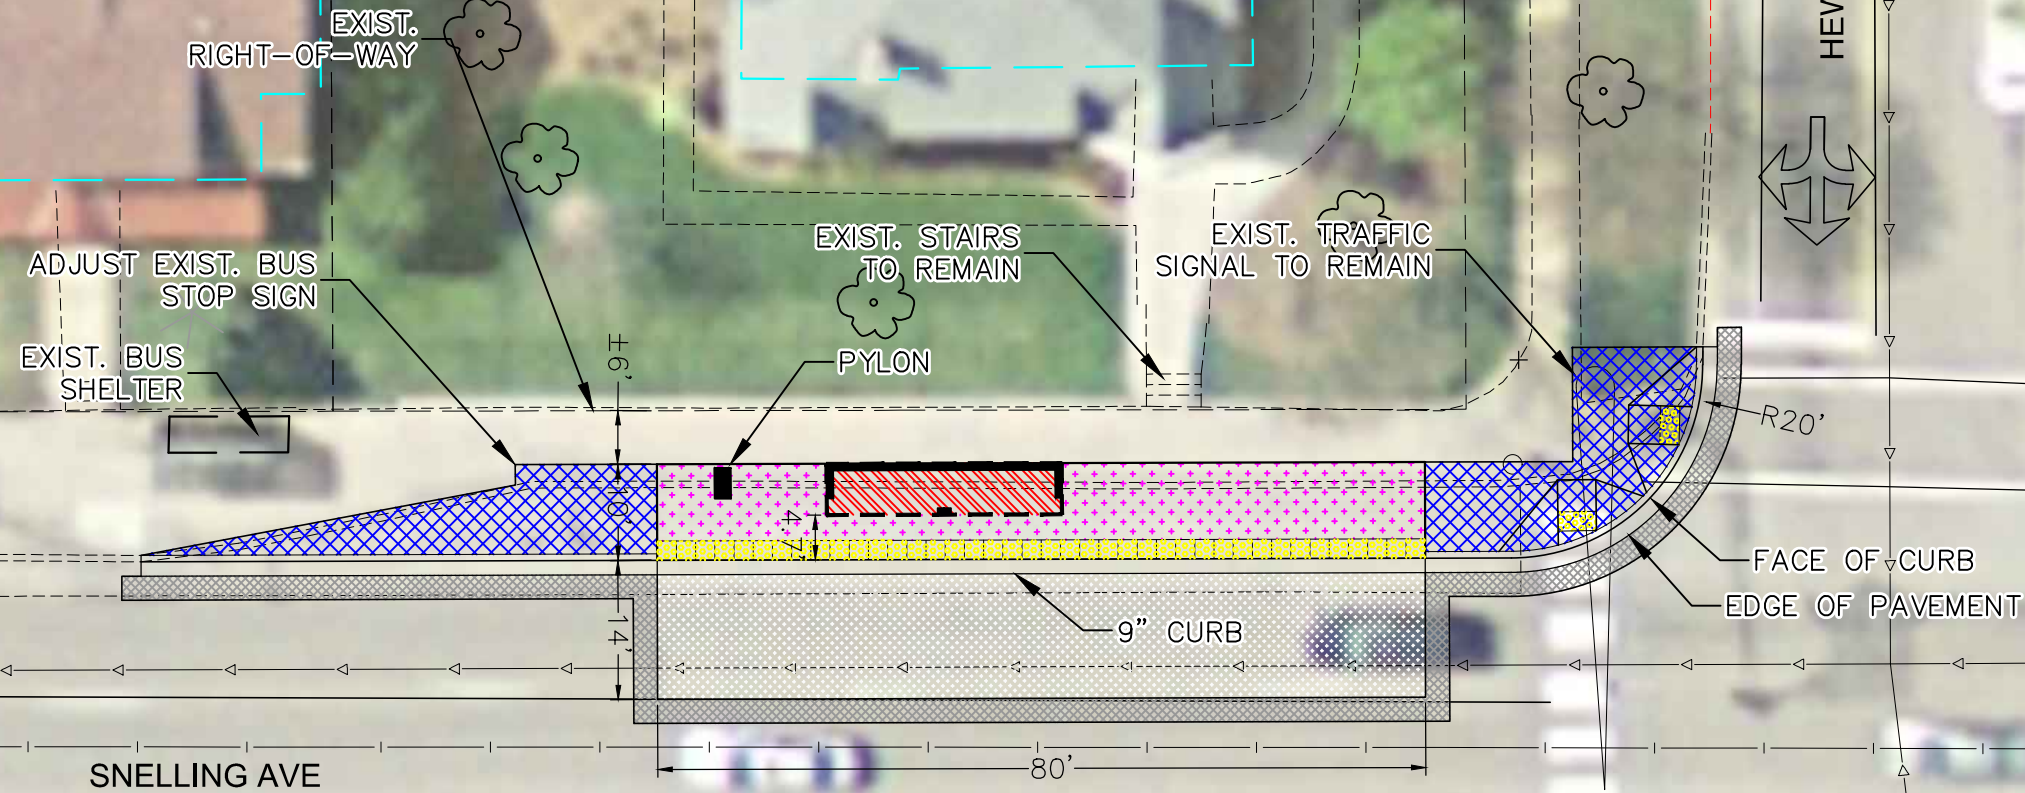 EXIST.
RIGHT-OF-WAY
HEW
ADJUST EXIST. BUS
STOP SIGN
EXIST. STAIRS
TO REMAIN
EXIST. TRAFFIC
SIGNAL TO REMAIN
EXIST. BUS
SHELTER
±6'
PYLON
R20'
10'
4.7'
FACE OF CURB
EDGE OF PAVEMENT
9” CURB
14'
80'
SNELLING AVE